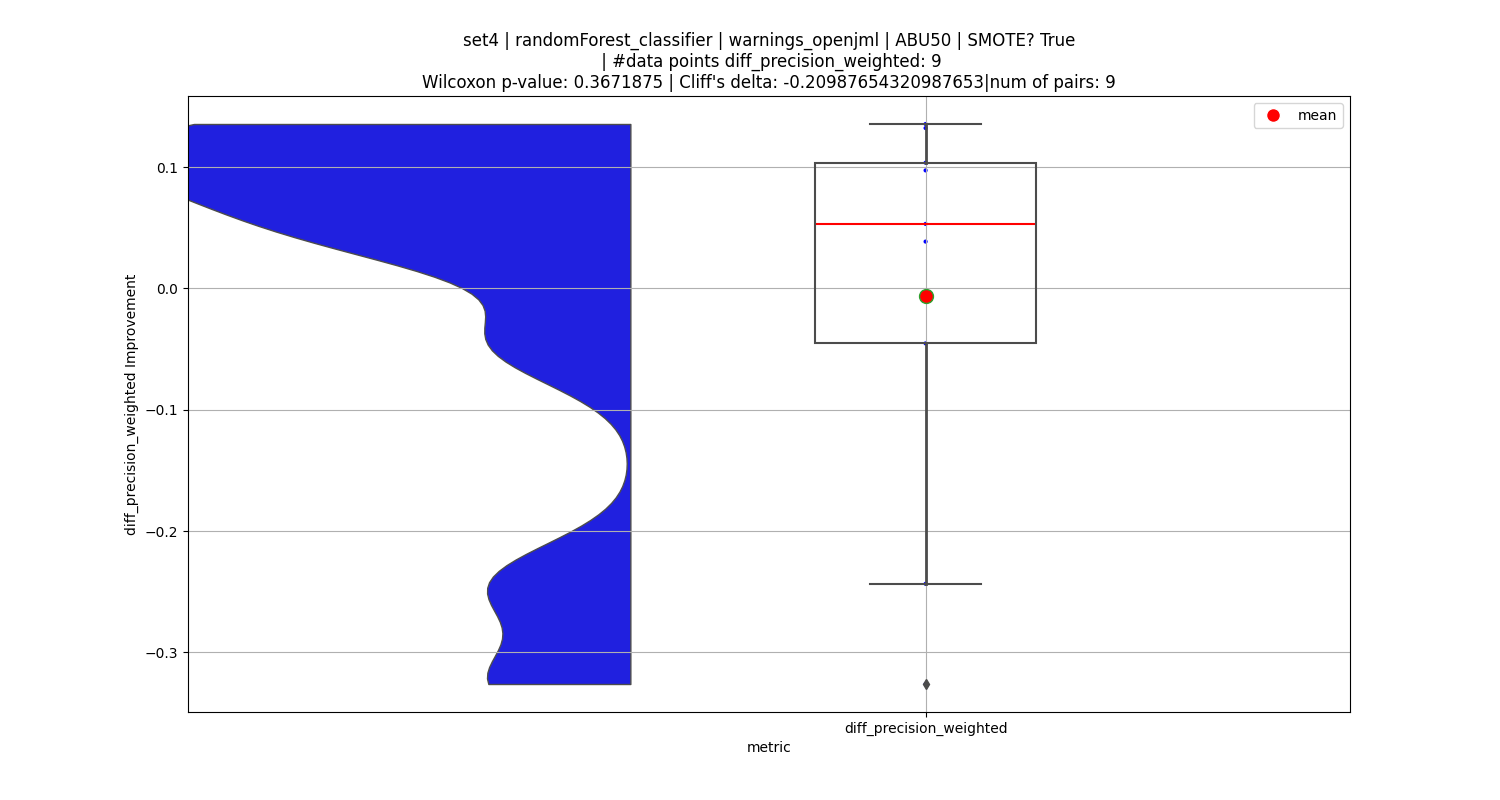 set4 | randomForest_classifier | warnings_openjml | ABU50 | SMOTE? True
| #data points diff_precision_weighted: 9
Wilcoxon p-value: 0.3671875 | Cliff's delta: -0.20987654320987653|num of pairs: 9
mean
0.1
0.0
−0.1
−0.2
−0.3
diff_precision_weighted Improvement
diff_precision_weighted
metric